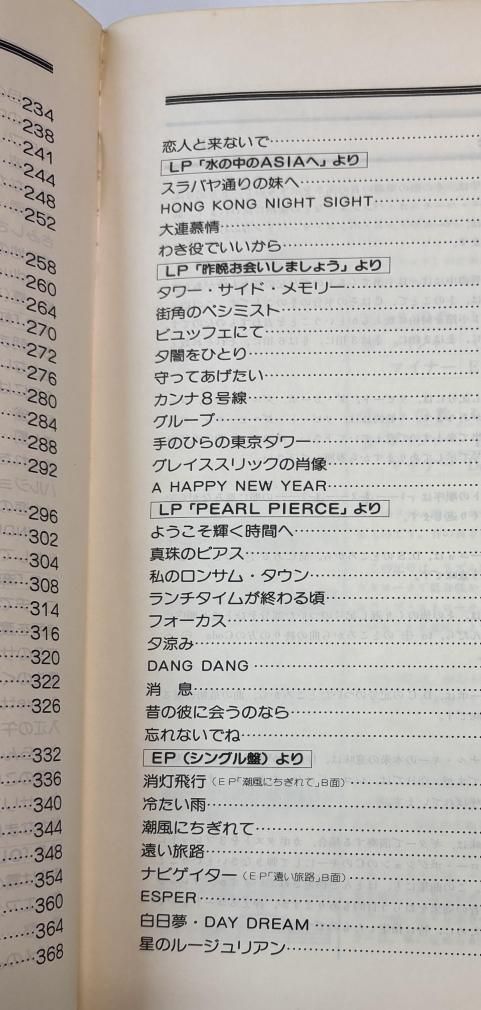 234
238
241
244
248
252
258
260
264
270
272
276
280
284
288
292
296
302
304
308
314
316
320
322
326
332
336
340
344
348
354
360
364
368
恋人と来ないで
LP「水の中のASIAへ」より
スラバヤ通りの妹へ
HONG KONG NIGHT SIGHT
大連慕情
わき役でいいから
LP「昨晩お会いしましょう」より
タワー・サイド・メモリー
街角のペシミスト
ビュッフェにて
夕闇をひとり
守ってあげたい
カンナ8号線
グループ
手のひらの東京タワー
グレイススリックの肖像
A HAPPY NEW YEAR
LP「PEARL PIERCE」より
ようこそ輝く時間へ
真珠のピアス
私のロンサム・タウン
ランチタイムが終わる頃
フォーカス
夕涼み
DANG DANG
消 息
昔の彼に会うのなら
忘れないでね
EP(シングル盤)より
消灯飛行(EP「潮風にちぎれて」B面)
冷たい雨
潮風にちぎれて
遠い旅路
ナビゲイター(EP「遠い旅路」B面)
ESPER
白日夢・DAY DREAM
星のルージュリアン